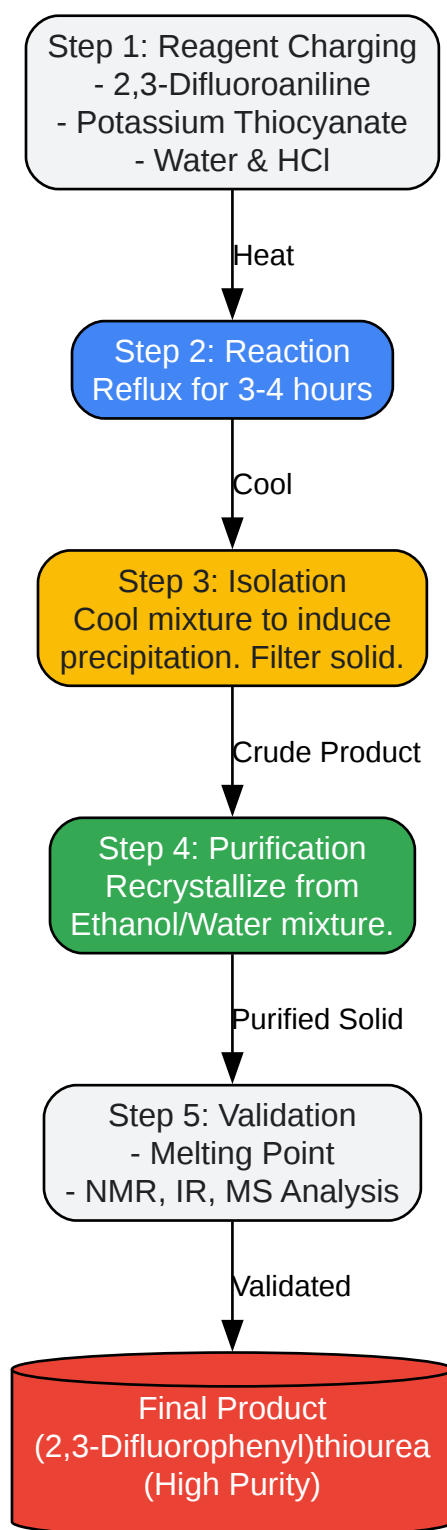 Step 1: Reagent Charging
- 2,3-Difluoroaniline
- Potassium Thiocyanate
- Water & HCl
Heat
Step 2: Reaction
Reflux for 3-4 hours
Cool
Step 3: Isolation
Cool mixture to induce
precipitation. Filter solid.
Crude Product
Step 4: Purification
Recrystallize from
Ethanol/Water mixture.
Purified Solid
Step 5: Validation
- Melting Point
- NMR, IR, MS Analysis
Validated
Final Product
(2,3-Difluorophenyl)thiourea
(High Purity)